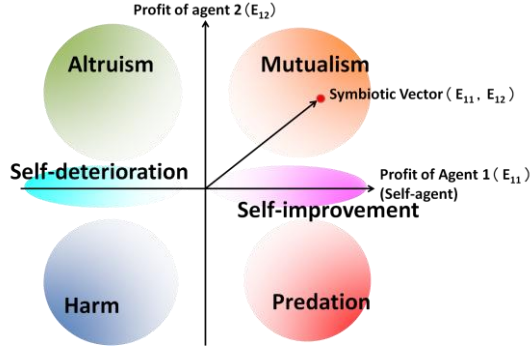 Profit of agent 2 (E12)
Altruism
Mutualism
Symbiotic Vector (E11, E12)
Self-deterioration
Profit of Agent 1 (E11)
(Self-agent)
Self-improvement
Harm
Predation